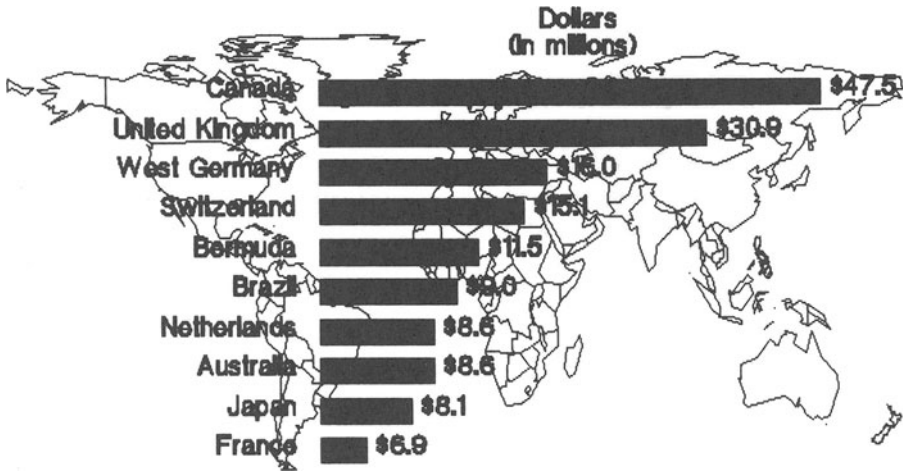 Dollars
(in millions)
Canada $47.5
United Kingdom $30.9
West Germany $16.0
Switzerland $15.1
Bermuda $11.5
Brazil $9.0
Netherlands $8.6
Australia $8.6
Japan $8.1
France $6.9